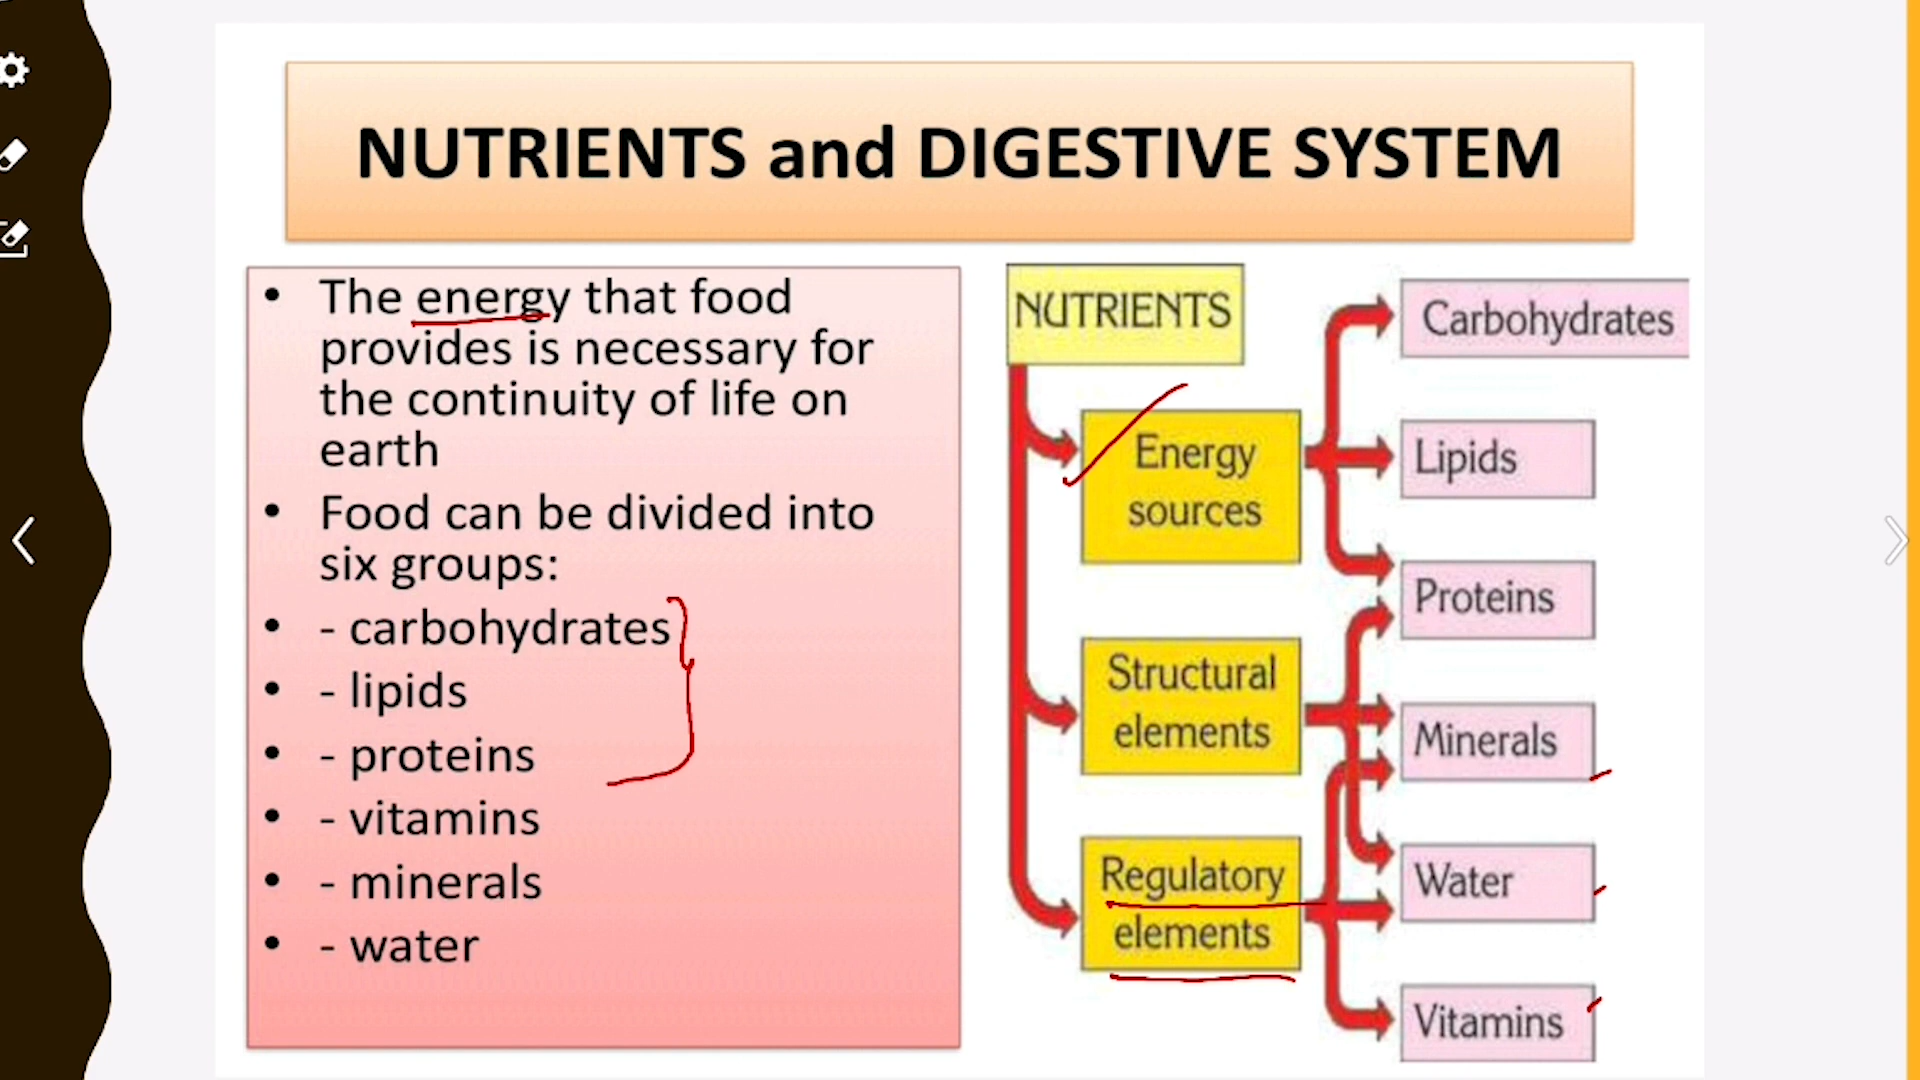 NUTRIENTS and DIGESTIVE SYSTEM
• The energy that food
provides is necessary for
the continuity of life on
earth
• Food can be divided into
six groups:
• - carbohydrates
• - lipids
• - proteins
• - vitamins
• - minerals
• - water
NUTRIENTS
Energy
sources
Structural
elements
Regulatory
elements
Carbohydrates
Lipids
Proteins
Minerals
Water
Vitamins